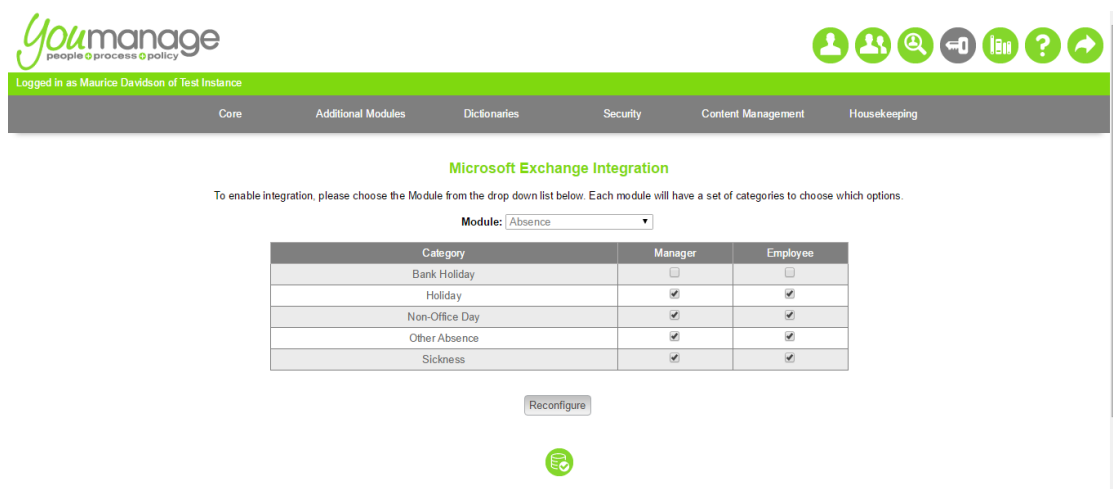 Youmanage
people process policy
Logged in as Maurice Davidson of Test Instance
Core Additional Modules Dictionaries Security Content Management Housekeeping
Microsoft Exchange Integration
To enable integration, please choose the Module from the drop down list below. Each module will have a set of categories to choose which options.
Module: Absence
Category Manager Employee
Bank Holiday
Holiday
Non-Office Day
Other Absence
Sickness
Reconfigure